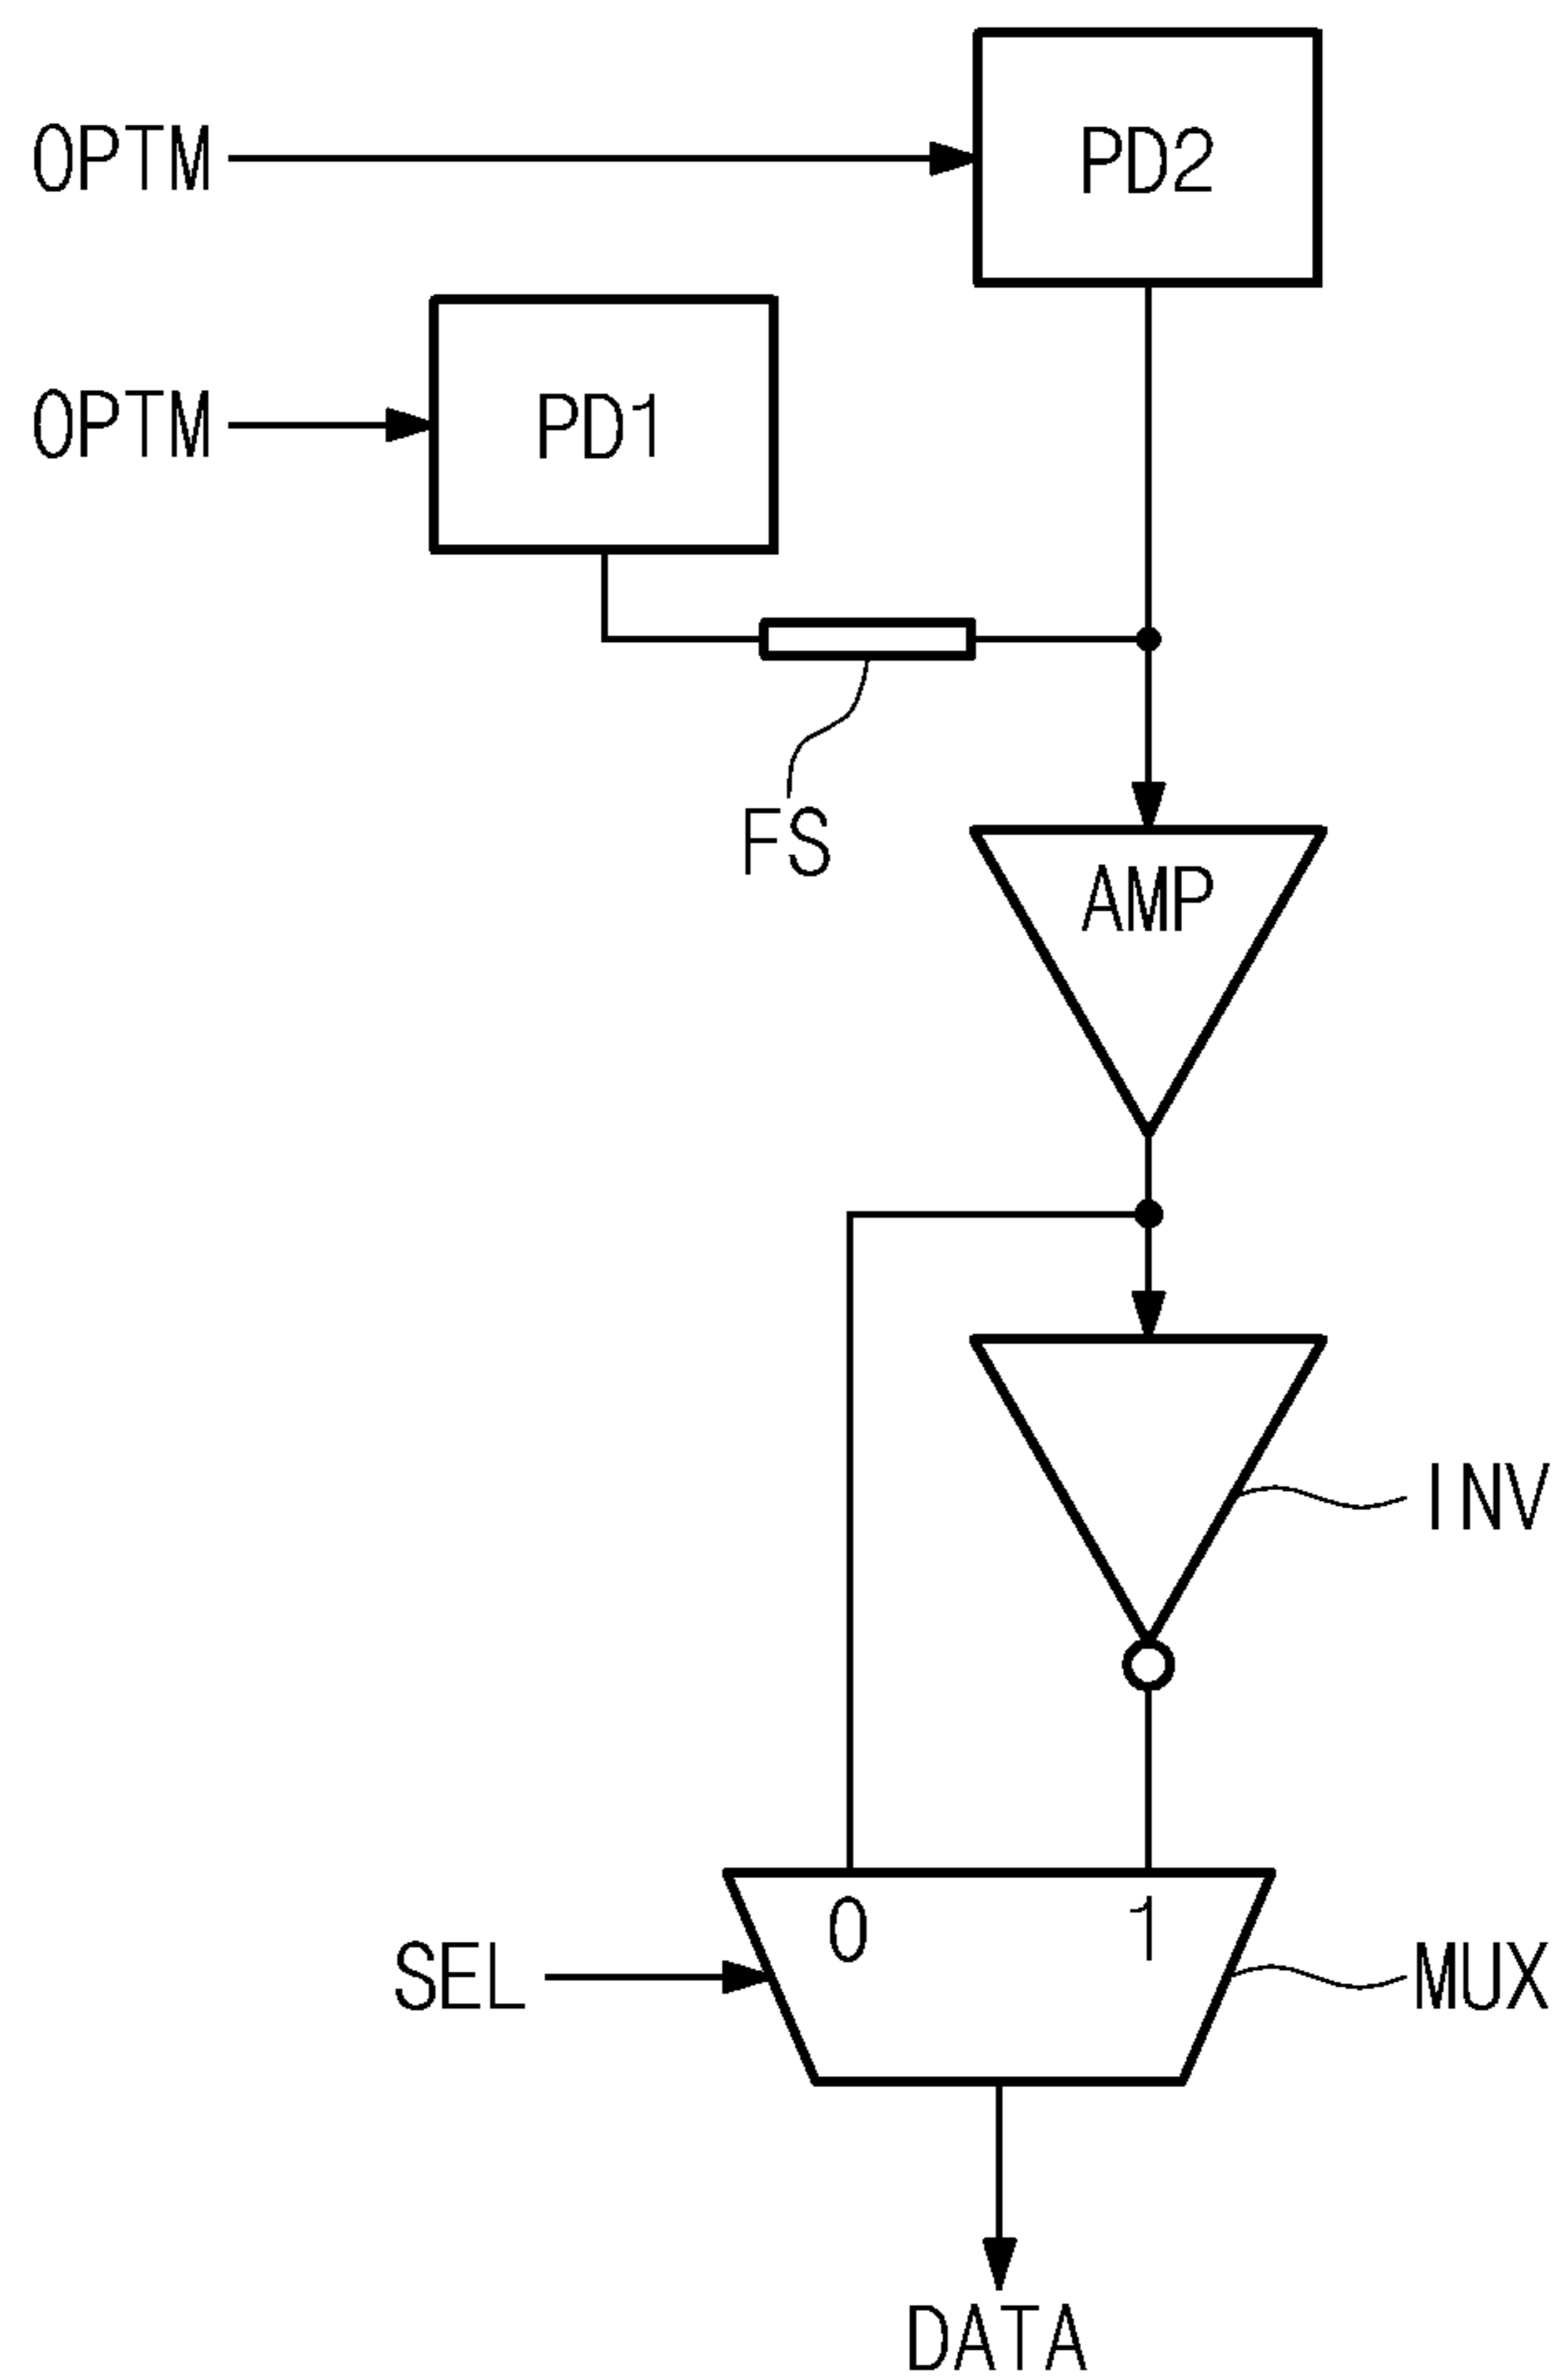 OPTM
PD2
OPTM
PD1
FS
AMP
INV
0
1
SEL
MUX
DATA